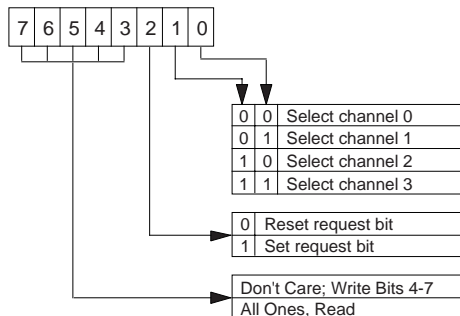 7 6 5 4 3 2 1 0
0 0 Select channel 0
0 1 Select channel 1
1 0 Select channel 2
1 1 Select channel 3
0 Reset request bit
1 Set request bit
Don't Care; Write Bits 4-7
All Ones, Read